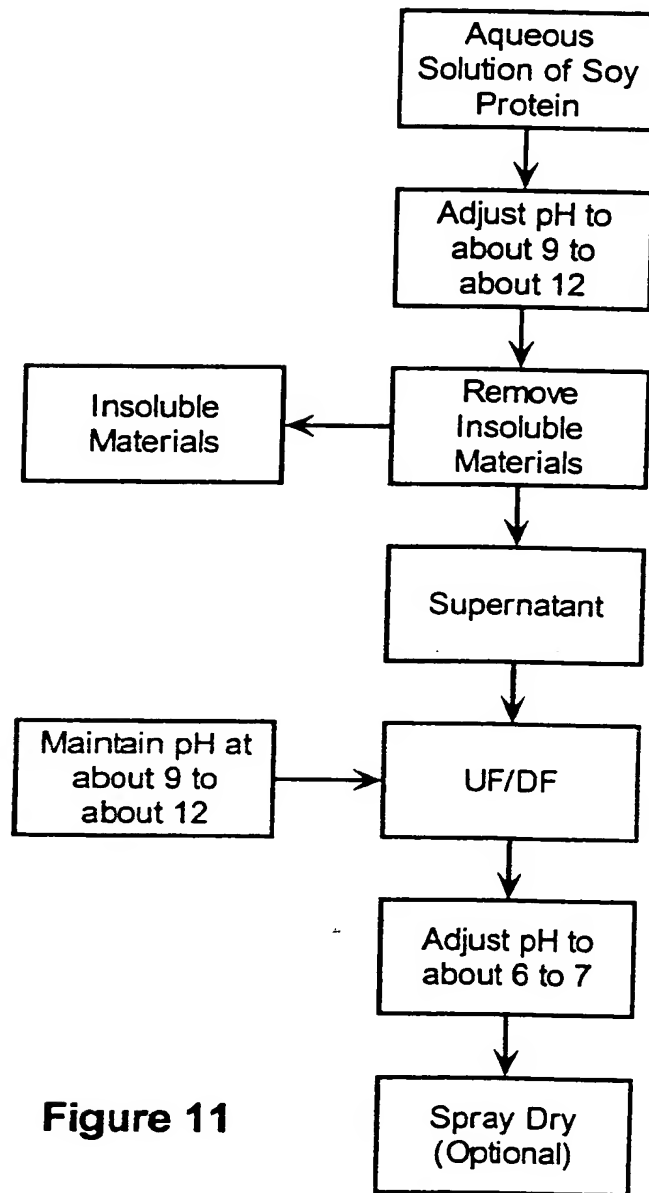 Aqueous
Solution of Soy
Protein
Adjust pH to
about 9 to
about 12
Insoluble
Materials
Remove
Insoluble
Materials
Supernatant
Maintain pH at
about 9 to
about 12
UF/DF
Adjust pH to
about 6 to 7
Figure 11
Spray Dry
(Optional)